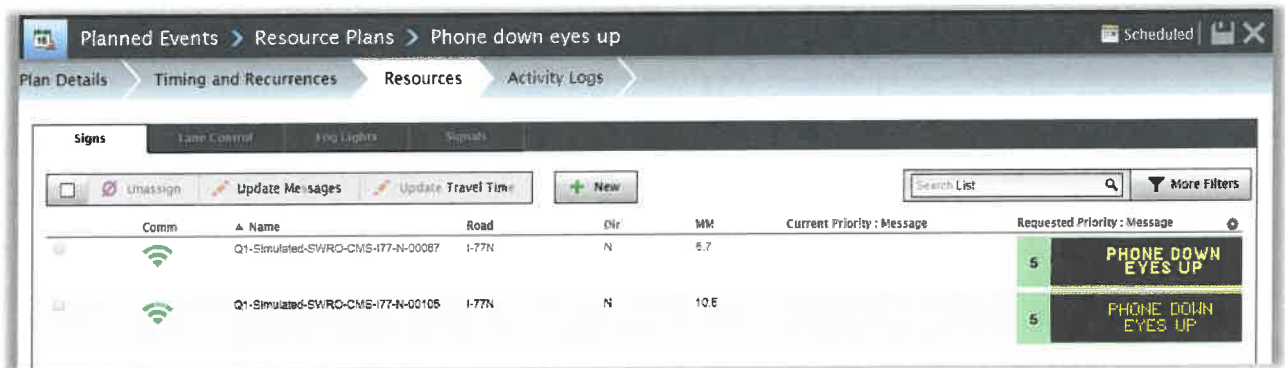 Planned Events > Resource Plans > Phone down eyes up
Scheduled
Plan Details
Timing and Recurrences
Resources
Activity Logs
Signs
Lane Control
Fog Lights
Signals
Unassign
Update Messages
Update Travel Time
New
Search List
More Filters
Comm ▲ Name Road Dir MM Current Priority : Message Requested Priority : Message
Q1-Simulated-SWRO-CMS-I77-N-00067 I-77N N 6.7 5 PHONE DOWN
EYES UP
Q1-Simulated-SWRO-CMS-I77-N-00105 I-77N N 10.5 5 PHONE DOWN
EYES UP